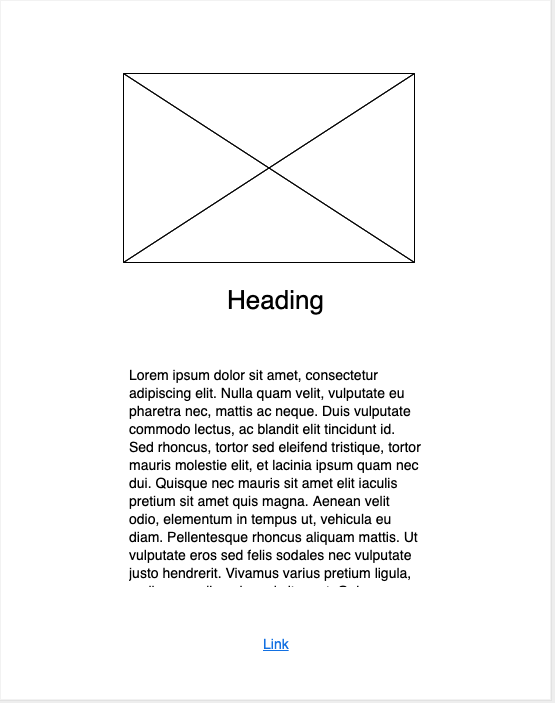 Heading
Lorem ipsum dolor sit amet, consectetur
adipiscing elit. Nulla quam velit, vulputate eu
pharetra nec, mattis ac neque. Duis vulputate
commodo lectus, ac blandit elit tincidunt id.
Sed rhoncus, tortor sed eleifend tristique, tortor
mauris molestie elit, et lacinia ipsum quam nec
dui. Quisque nec mauris sit amet elit iaculis
pretium sit amet quis magna. Aenean velit
odio, elementum in tempus ut, vehicula eu
diam. Pellentesque rhoncus aliquam mattis. Ut
vulputate eros sed felis sodales nec vulputate
justo hendrerit. Vivamus varius pretium ligula,
Link